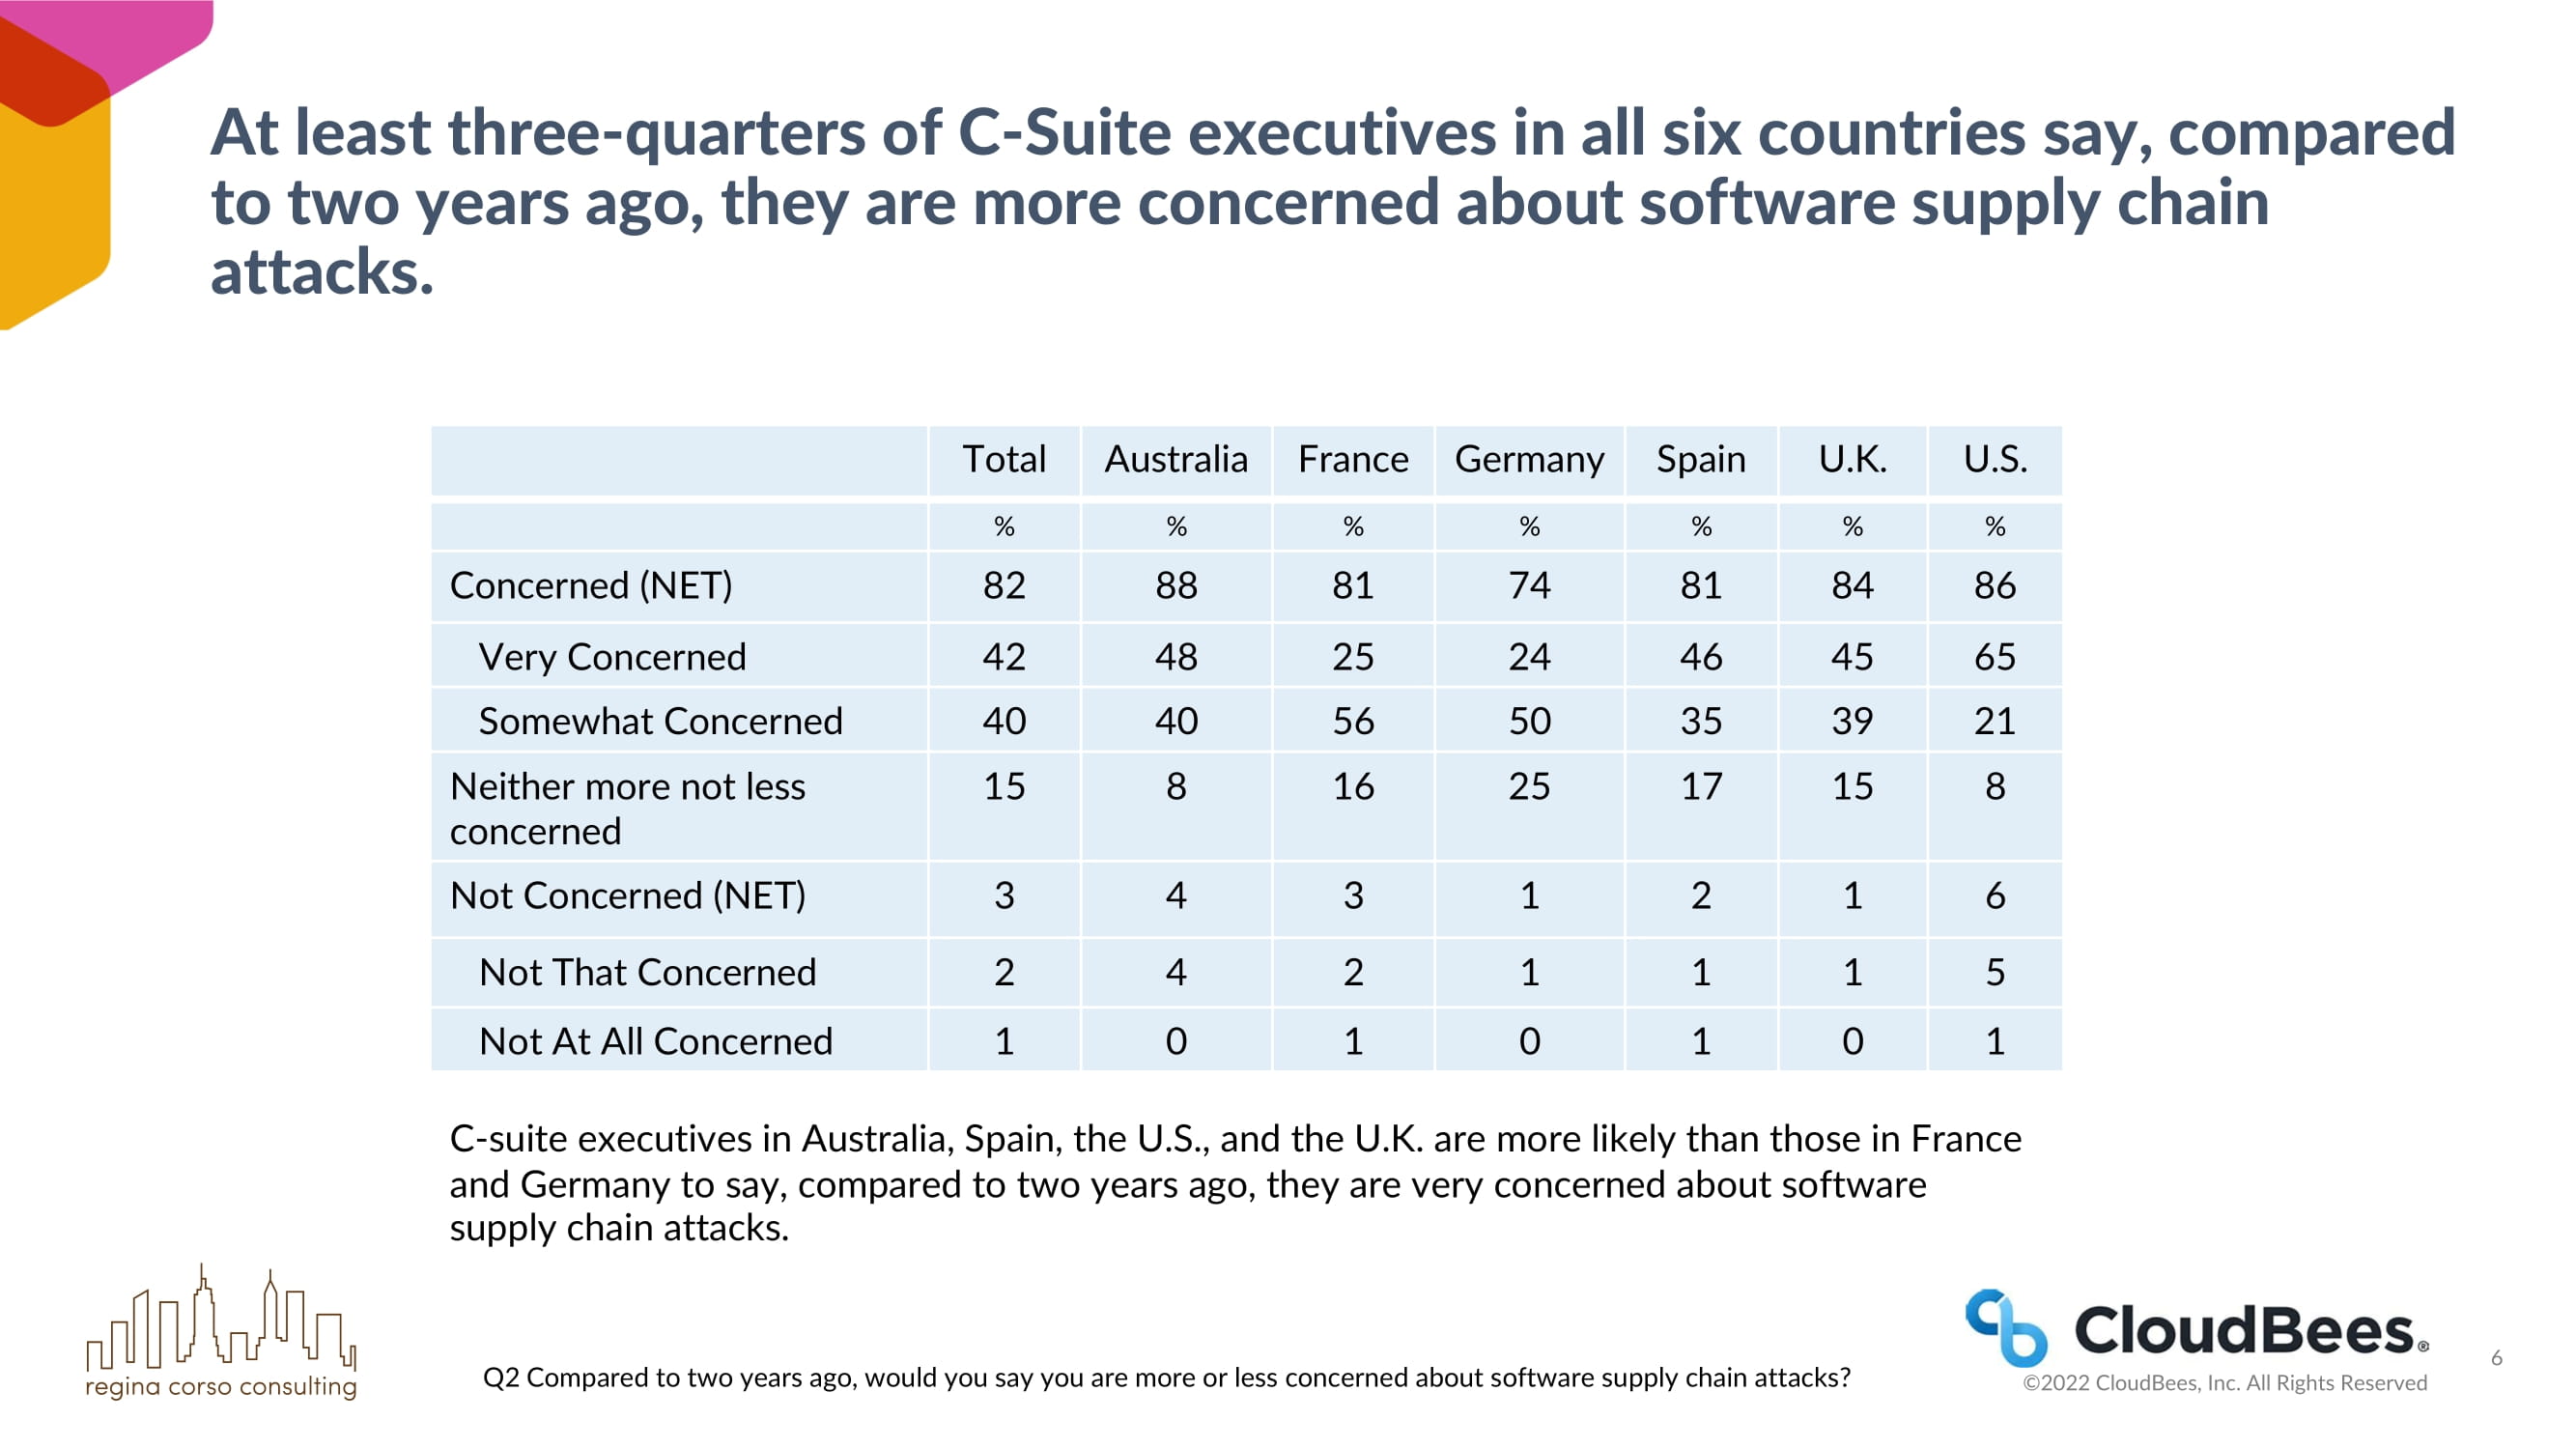 At least three-quarters of C-Suite executives in all six countries say, compared
to two years ago, they are more concerned about software supply chain
attacks.
Total Australia France Germany Spain U.K. U.S.
% % % % % % %
Concerned (NET) 82 88 81 74 81 84 86
Very Concerned 42 48 25 24 46 45 65
Somewhat Concerned 40 40 56 50 35 39 21
Neither more not less 15 8 16 25 17 15 8
concerned
Not Concerned (NET) 3 4 3 1 2 1 6
Not That Concerned 2 4 2 1 1 1 5
Not At All Concerned 1 0 1 0 1 0 1
C-suite executives in Australia, Spain, the U.S., and the U.K. are more likely than those in France
and Germany to say, compared to two years ago, they are very concerned about software
supply chain attacks.
regina corso consulting
Q2 Compared to two years ago, would you say you are more or less concerned about software supply chain attacks?
CloudBees®
©2022 CloudBees, Inc. All Rights Reserved
6